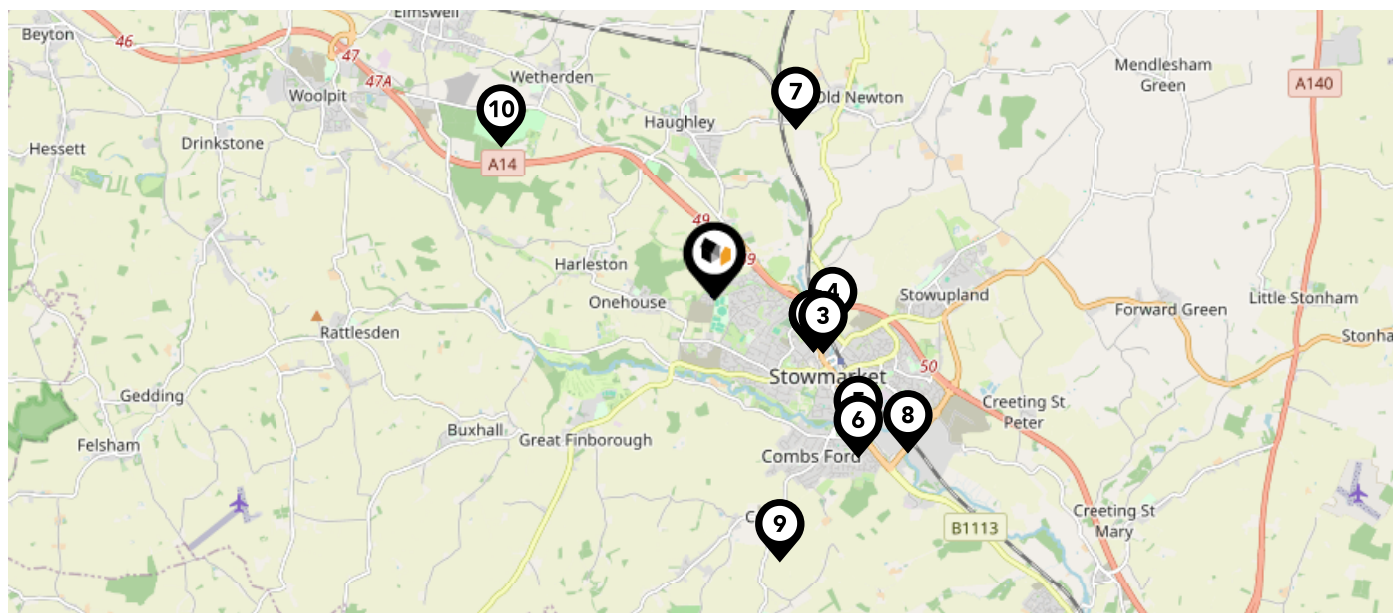 Elmswell
Beyton
46
47
47A
Wetherden
Mendlesham
Green
A140
7
Old Newton
Woolpit
10
Haughley
Drinkstone
Hessett
A14
49
Harleston
Onehouse
4
3
Stowupland
Little Stonham
Forward Green
Rattlesden
Stowmarket
50
Gedding
Creeting St
Peter
6
8
Buxhall
Great Finborough
Felsham
Combs Ford
9
Creeting St
Mary
B1113